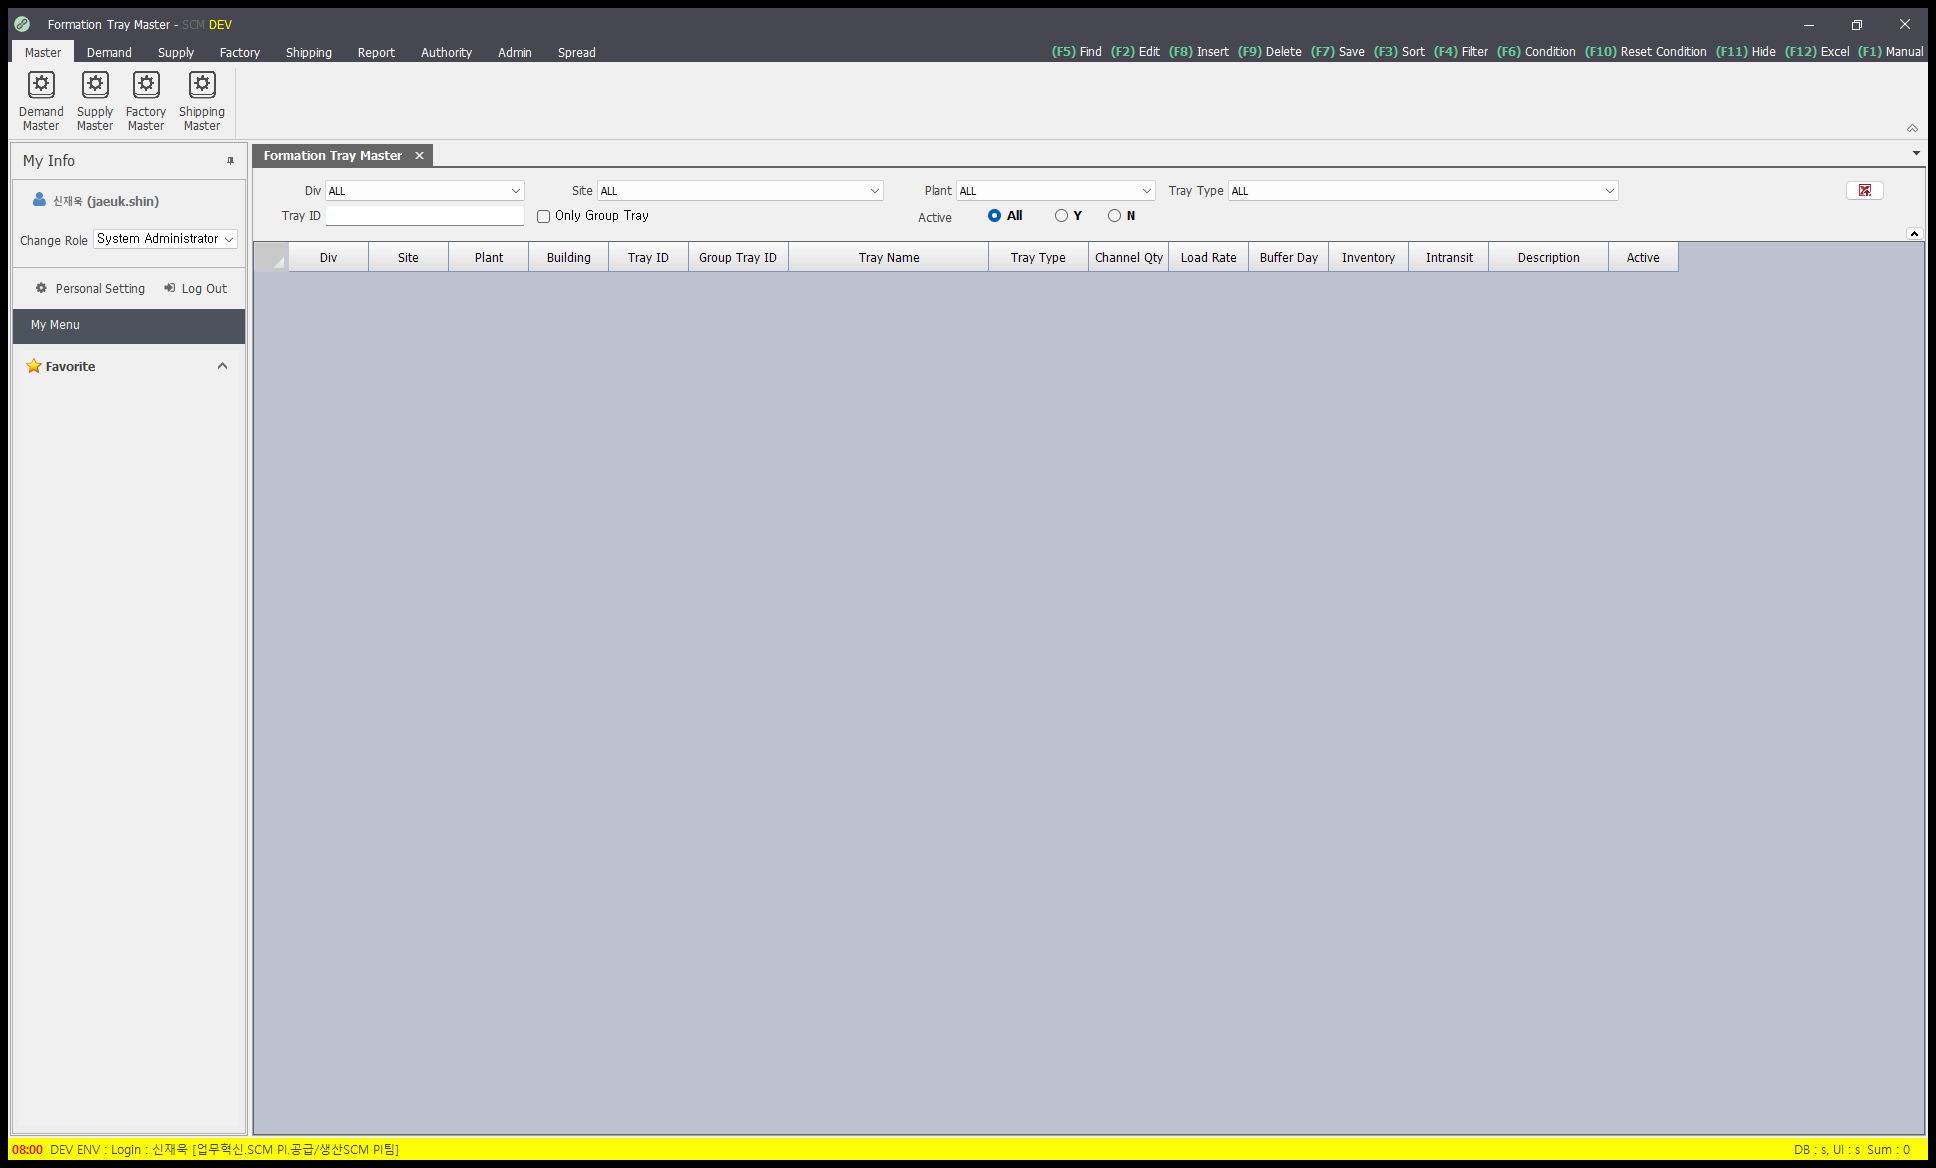 Formation Tray Master - SCM DEV
Master Demand Supply Factory Shipping Report Authority Admin Spread (F5) Find (F2) Edit (F8) Insert (F9) Delete (F7) Save (F3) Sort (F4) Filter (F6) Condition (F10) Reset Condition (F11) Hide (F12) Excel (F1) Manual
Demand Master
Supply Master
Factory Master
Shipping Master
My Info
신재욱 (jaeuk.shin)
Change Role System Administrator
Personal Setting Log Out
My Menu
Favorite
Formation Tray Master
Div ALL Site ALL Plant ALL Tray Type ALL
Tray ID Only Group Tray Active All Y N
Div Site Plant Building Tray ID Group Tray ID Tray Name Tray Type Channel Qty Load Rate Buffer Day Inventory Intransit Description Active
08:00 DEV ENV : Login : 신재욱 [업무혁신.SCM PI.공급/생산SCM PI팀] DB : s, UI : s Sum : 0